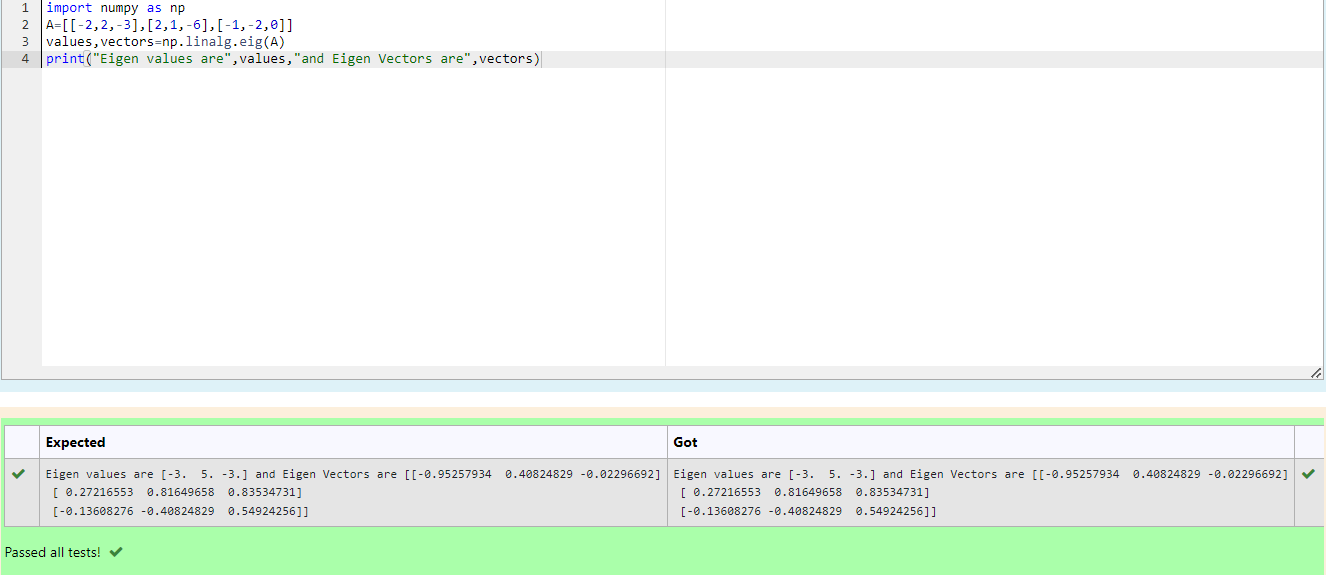 1 import numpy as np
2 A=[[-2,2,-3],[2,1,-6],[-1,-2,0]]
3 values,vectors=np.linalg.eig(A)
4 print("Eigen values are",values,"and Eigen Vectors are",vectors)
Expected Got
Eigen values are [-3.  5. -3.] and Eigen Vectors are [[-0.95257934  0.40824829 -0.02296692] Eigen values are [-3.  5. -3.] and Eigen Vectors are [[-0.95257934  0.40824829 -0.02296692]
[ 0.27216553  0.81649658  0.83534731] [ 0.27216553  0.81649658  0.83534731]
[-0.13608276 -0.40824829  0.54924256]] [-0.13608276 -0.40824829  0.54924256]]
Passed all tests!